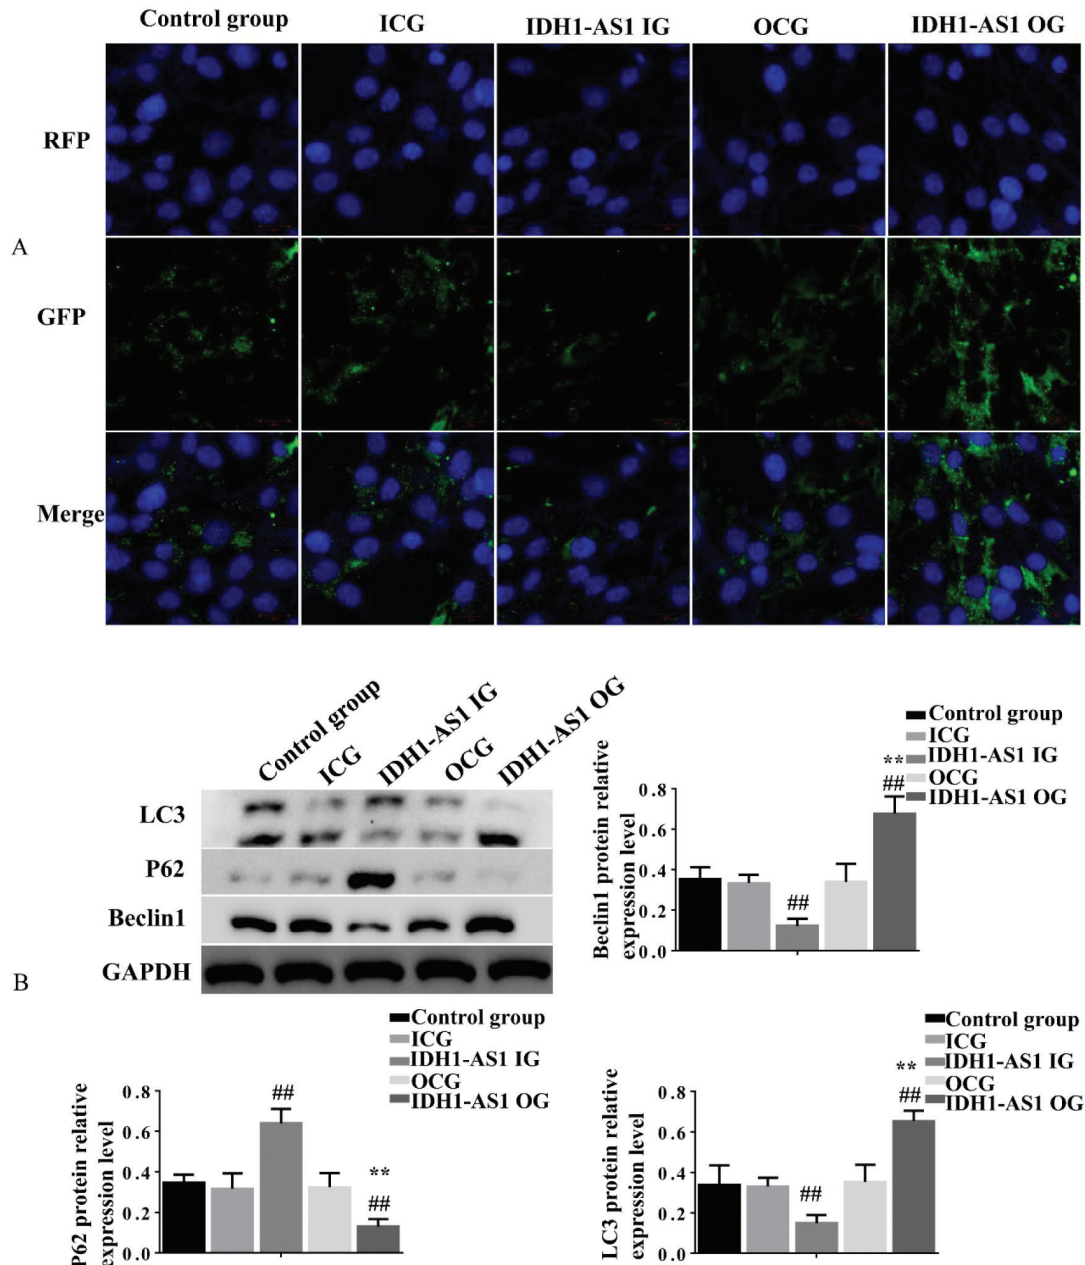 Control group ICG IDH1-AS1 IG OCG IDH1-AS1 OG
RFP
A
GFP
Merge
Control group
ICG
IDH1-AS1 IG
OCG
IDH1-AS1 OG
LC3
P62
Beclin1
GAPDH
B
Beclin1 protein relative
expression level
0.8
0.6
0.4
0.2
0.0
##
**
##
Control group
ICG
IDH1-AS1 IG
OCG
IDH1-AS1 OG
P62 protein relative
expression level
0.8
0.6
0.4
0.2
0.0
##
**
##
Control group
ICG
IDH1-AS1 IG
OCG
IDH1-AS1 OG
LC3 protein relative
expression level
0.8
0.6
0.4
0.2
0.0
##
**
##
Control group
ICG
IDH1-AS1 IG
OCG
IDH1-AS1 OG